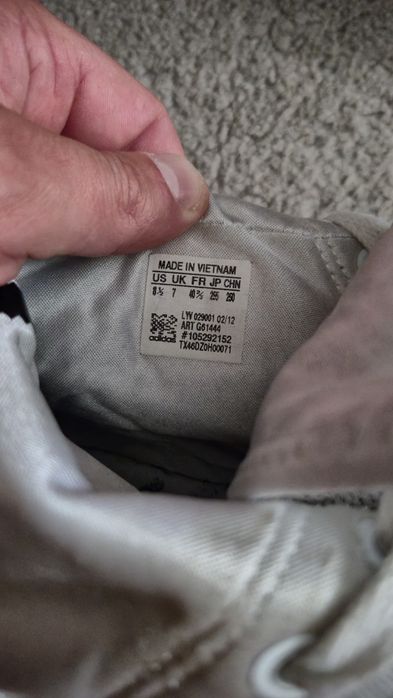 MADE IN VIETNAM
US UK FR JP CHN
8½ 7 40⅔ 255 250
LYV 029001 02/12
ART G61444
#105292152
adidas TX46DZ0H00071